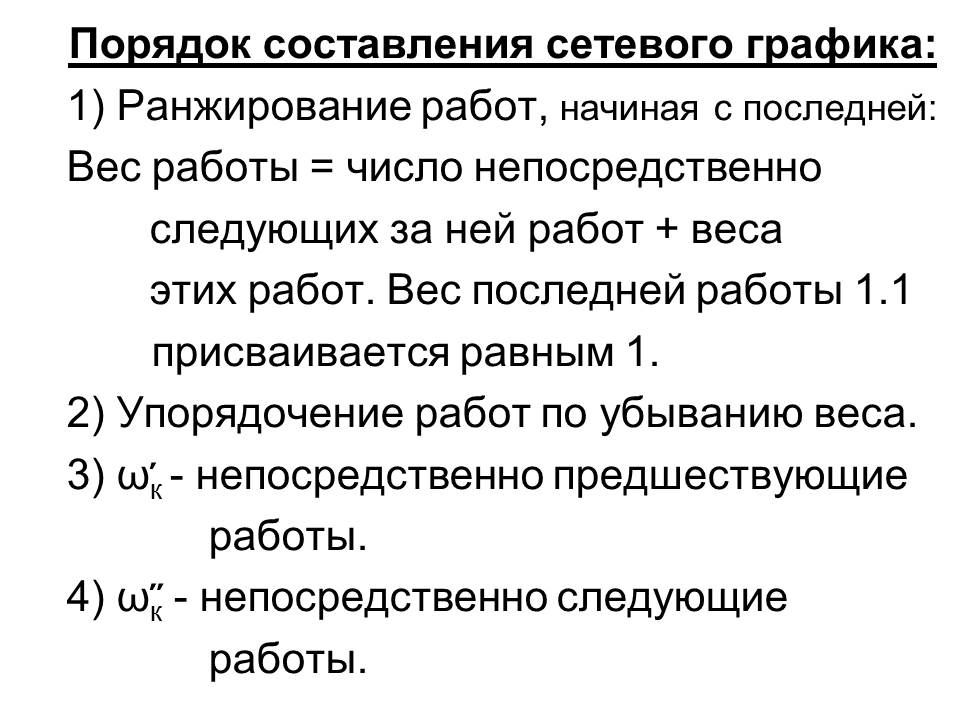 Порядок составления сетевого графика:
1) Ранжирование работ, начиная с последней:
Вес работы = число непосредственно
следующих за ней работ + веса
этих работ. Вес последней работы 1.1
присваивается равным 1.
2) Упорядочение работ по убыванию веса.
3) ω′к - непосредственно предшествующие
работы.
4) ω″к - непосредственно следующие
работы.